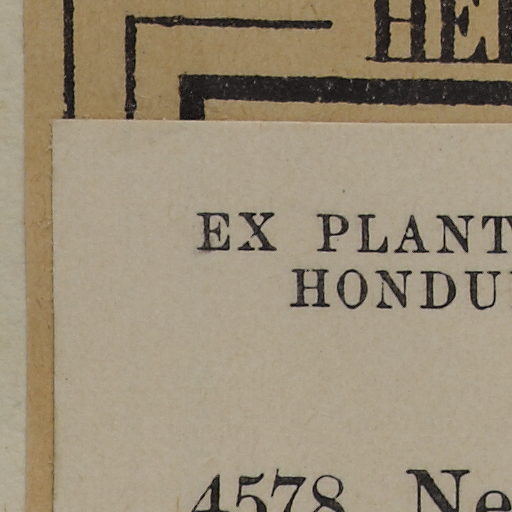 HE
EX PLANT
HONDU
4578 Ne